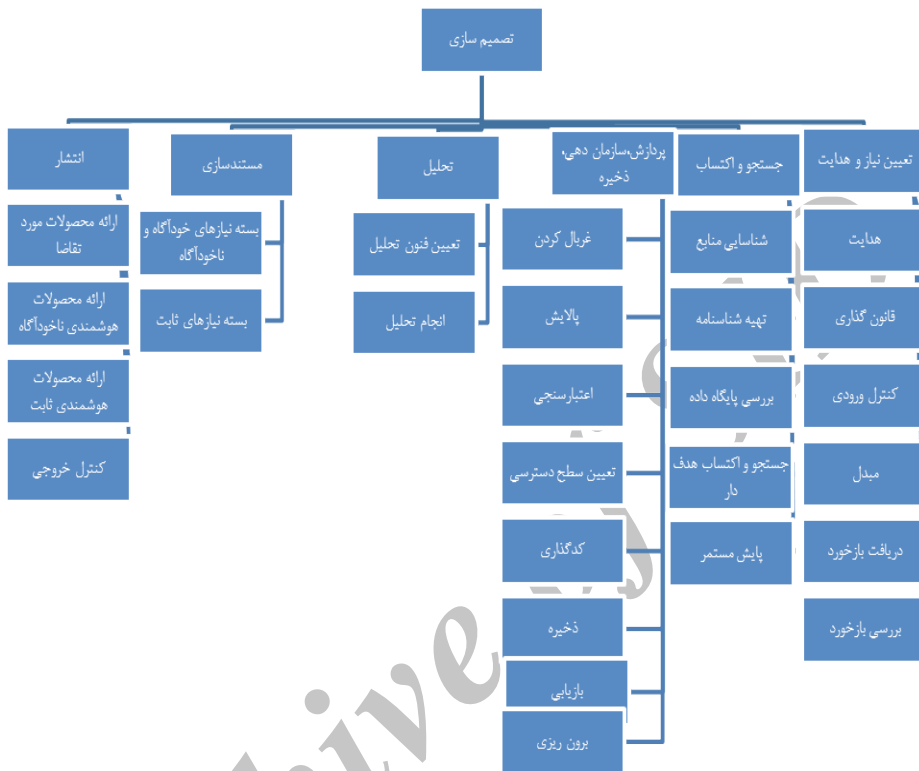 تصمیم سازی
تعیین نیاز و هدایت
هدایت
قانون گذاری
کنترل ورودی
مبدل
دریافت بازخورد
بررسی بازخورد
جستجو و اکتساب
شناسایی منابع
تهیه شناسنامه
بررسی پایگاه داده
جستجو و اکتساب هدف
دار
پایش مستمر
پردازش،سازمان دهی،
ذخیره
غربال کردن
پالایش
اعتبارسنجی
تعیین سطح دسترسی
کدگذاری
ذخیره
بازیابی
برون ریزی
تحلیل
تعیین فنون تحلیل
انجام تحلیل
مستندسازی
بسته نیازهای خودآگاه و
ناخودآگاه
بسته نیازهای ثابت
انتشار
ارائه محصولات مورد
تقاضا
ارائه محصولات
هوشمندی ناخودآگاه
ارائه محصولات
هوشمندی ثابت
کنترل خروجی